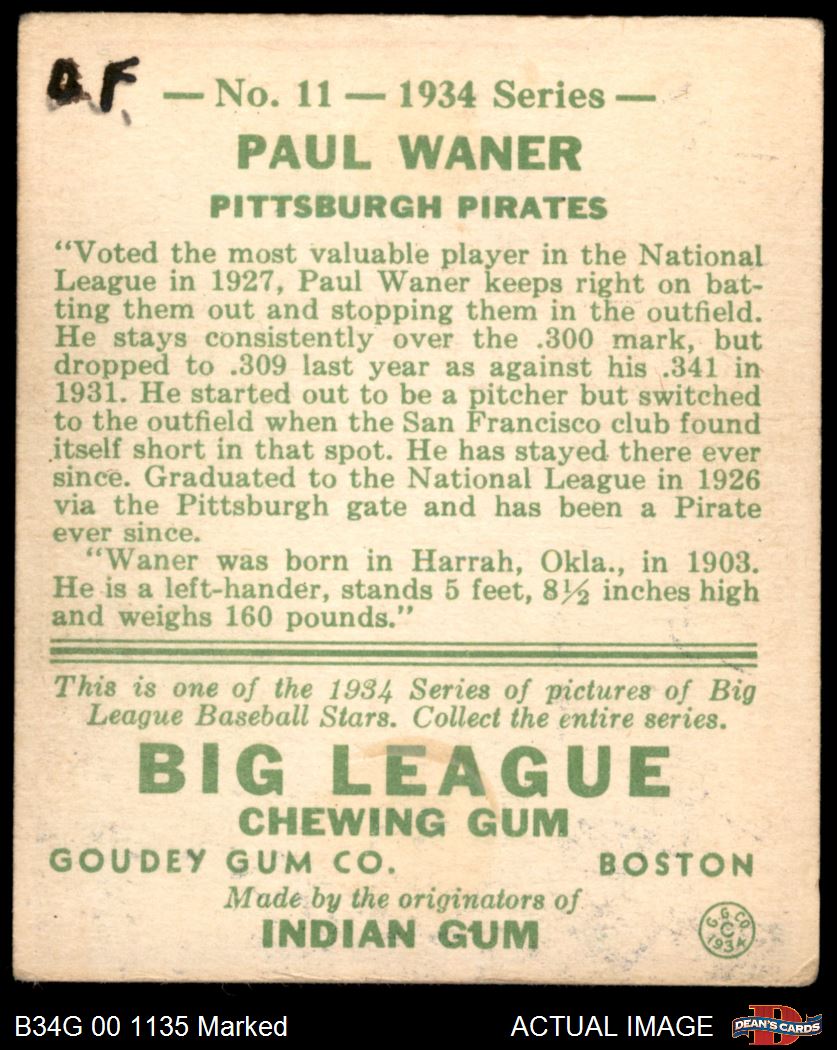 O.F
— No. 11 — 1934 Series —
PAUL WANER
PITTSBURGH PIRATES
"Voted the most valuable player in the National
League in 1927, Paul Waner keeps right on bat-
ting them out and stopping them in the outfield.
He stays consistently over the .300 mark, but
dropped to .309 last year as against his .341 in
1931. He started out to be a pitcher but switched
to the outfield when the San Francisco club found
itself short in that spot. He has stayed there ever
since. Graduated to the National League in 1926
via the Pittsburgh gate and has been a Pirate
ever since.
"Waner was born in Harrah, Okla., in 1903.
He is a left-hander, stands 5 feet, 8½ inches high
and weighs 160 pounds."
This is one of the 1934 Series of pictures of Big
League Baseball Stars. Collect the entire series.
BIG LEAGUE
CHEWING GUM
GOUDEY GUM CO. BOSTON
Made by the originators of
INDIAN GUM
G.G.CO.
C
1934
B34G 00 1135 Marked ACTUAL IMAGE DEAN'S CARDS